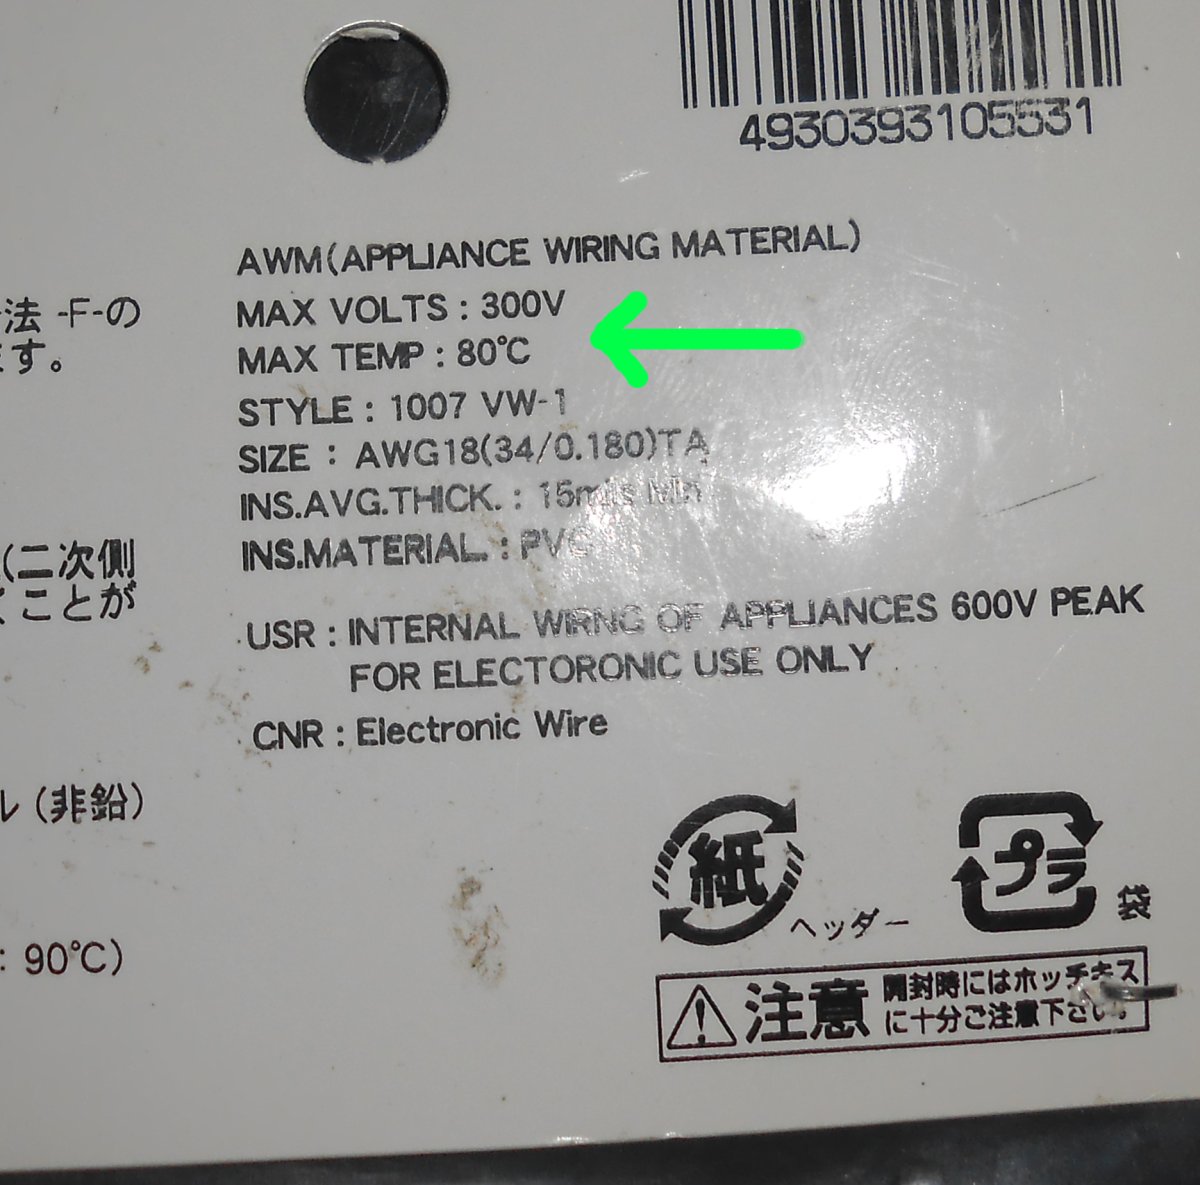 4930393105531
AWM(APPLIANCE WIRING MATERIAL)
MAX VOLTS : 300V
法 -F-の
MAX TEMP : 80℃
ます。
STYLE : 1007 VW-1
SIZE : AWG18(34/0.180)TA
INS.AVG.THICK. : 15mils Min
INS.MATERIAL. : PVC
(二次側
ことが
USR : INTERNAL WIRNG OF APPLIANCES 600V PEAK
FOR ELECTORONIC USE ONLY
CNR : Electronic Wire
ル (非鉛)
紙
ヘッダー
プラ
袋
: 90℃)
注意
開封時にはホッチキス
に十分ご注意下さい。